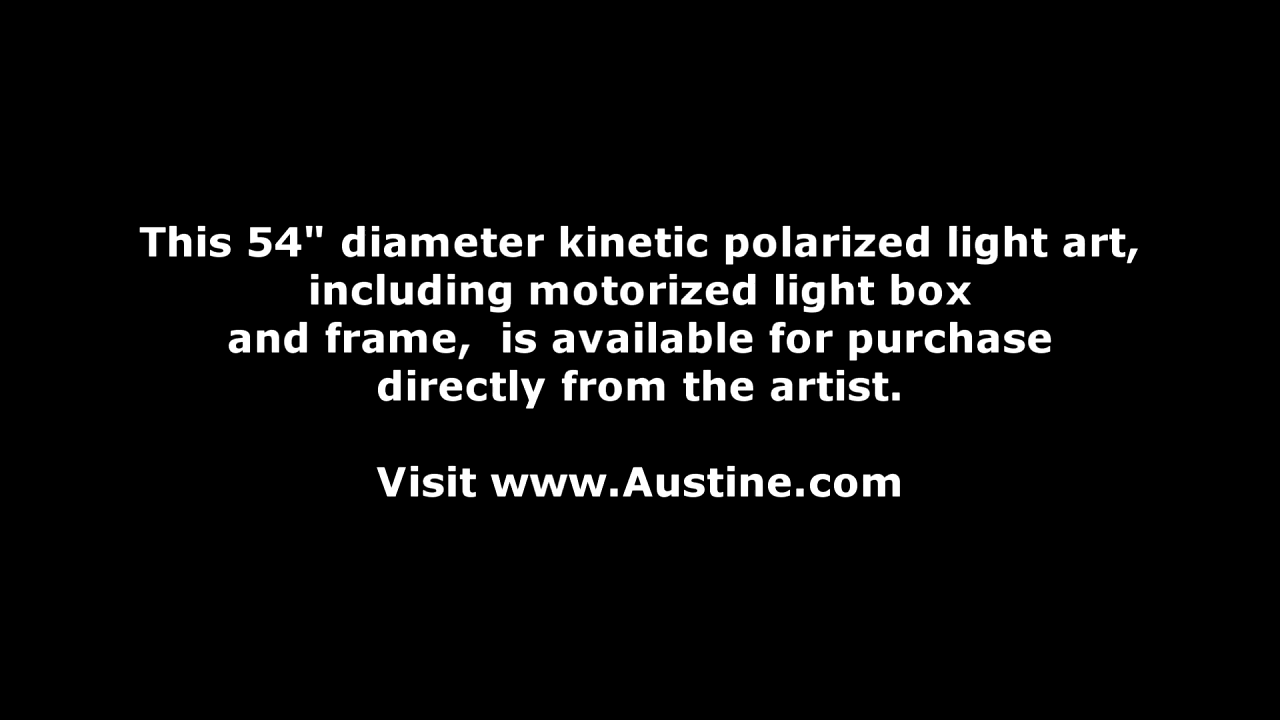 This 54" diameter kinetic polarized light art,
including motorized light box
and frame,  is available for purchase
directly from the artist.
Visit www.Austine.com